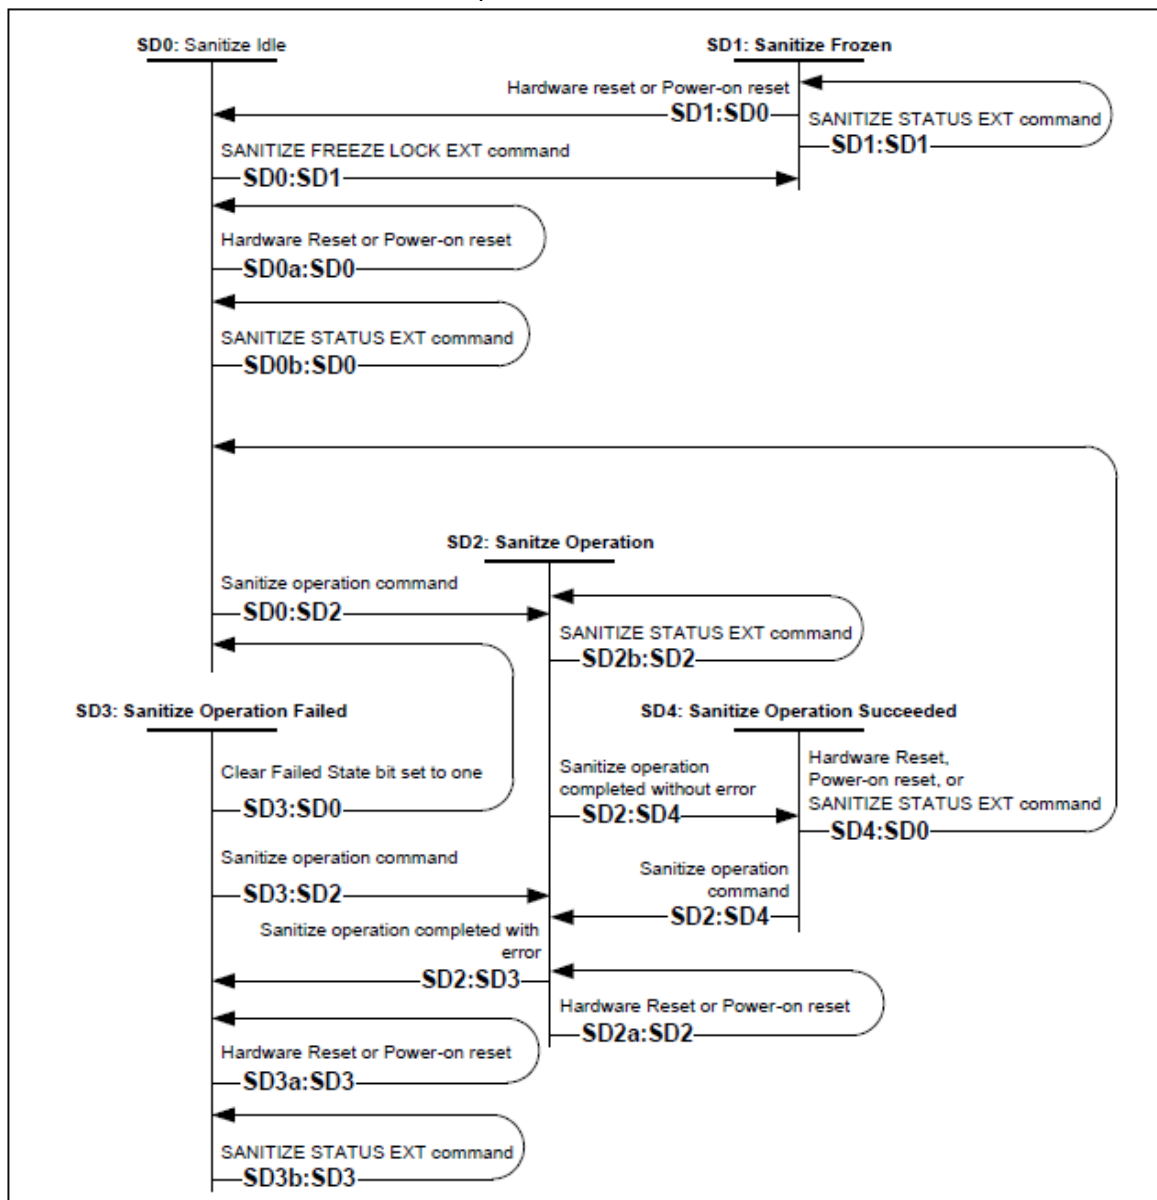 SD0: Sanitize Idle
SD1: Sanitize Frozen
Hardware reset or Power-on reset
SD1:SD0
SANITIZE STATUS EXT command
SD1:SD1
SANITIZE FREEZE LOCK EXT command
SD0:SD1
Hardware Reset or Power-on reset
SD0a:SD0
SANITIZE STATUS EXT command
SD0b:SD0
SD2: Sanitze Operation
Sanitize operation command
SD0:SD2
SANITIZE STATUS EXT command
SD2b:SD2
SD3: Sanitize Operation Failed
SD4: Sanitize Operation Succeeded
Clear Failed State bit set to one
SD3:SD0
Sanitize operation
completed without error
SD2:SD4
Hardware Reset,
Power-on reset, or
SANITIZE STATUS EXT command
SD4:SD0
Sanitize operation command
SD3:SD2
Sanitize operation
command
SD2:SD4
Sanitize operation completed with
error
SD2:SD3
Hardware Reset or Power-on reset
SD2a:SD2
Hardware Reset or Power-on reset
SD3a:SD3
SANITIZE STATUS EXT command
SD3b:SD3